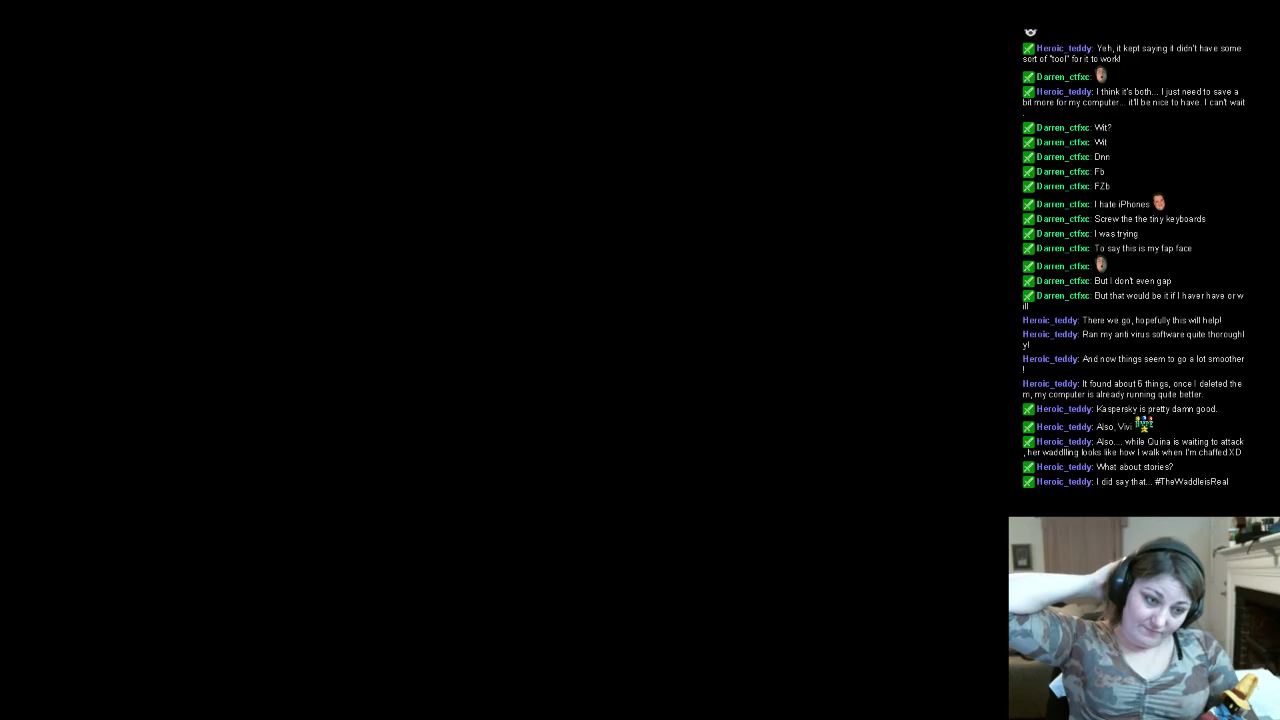 Heroic_teddy: Yeh, it kept saying it didn't have some
sort of "tool" for it to work!
Darren_ctfxc:
Heroic_teddy: I think it's both... I just need to save a
bit more for my computer... it'll be nice to have. I can't wait
.
Darren_ctfxc: Wit?
Darren_ctfxc: Wit
Darren_ctfxc: Dnn
Darren_ctfxc: Fb
Darren_ctfxc: FZb
Darren_ctfxc: I hate iPhones
Darren_ctfxc: Screw the the tiny keyboards
Darren_ctfxc: I was trying
Darren_ctfxc: To say this is my fap face
Darren_ctfxc:
Darren_ctfxc: But I don't even gap
Darren_ctfxc: But that would be it if I haver have or w
ill
Heroic_teddy: There we go, hopefully this will help!
Heroic_teddy: Ran my anti virus software quite thoroughl
y!
Heroic_teddy: And now things seem to go a lot smoother
!
Heroic_teddy: It found about 6 things, once I deleted the
m, my computer is already running quite better.
Heroic_teddy: Kaspersky is pretty damn good.
Heroic_teddy: Also, Vivi
Heroic_teddy: Also.... while Quina is waiting to attack
, her waddling looks like how I walk when I'm chaffed XD
Heroic_teddy: What about stories?
Heroic_teddy: I did say that... #TheWaddleisReal